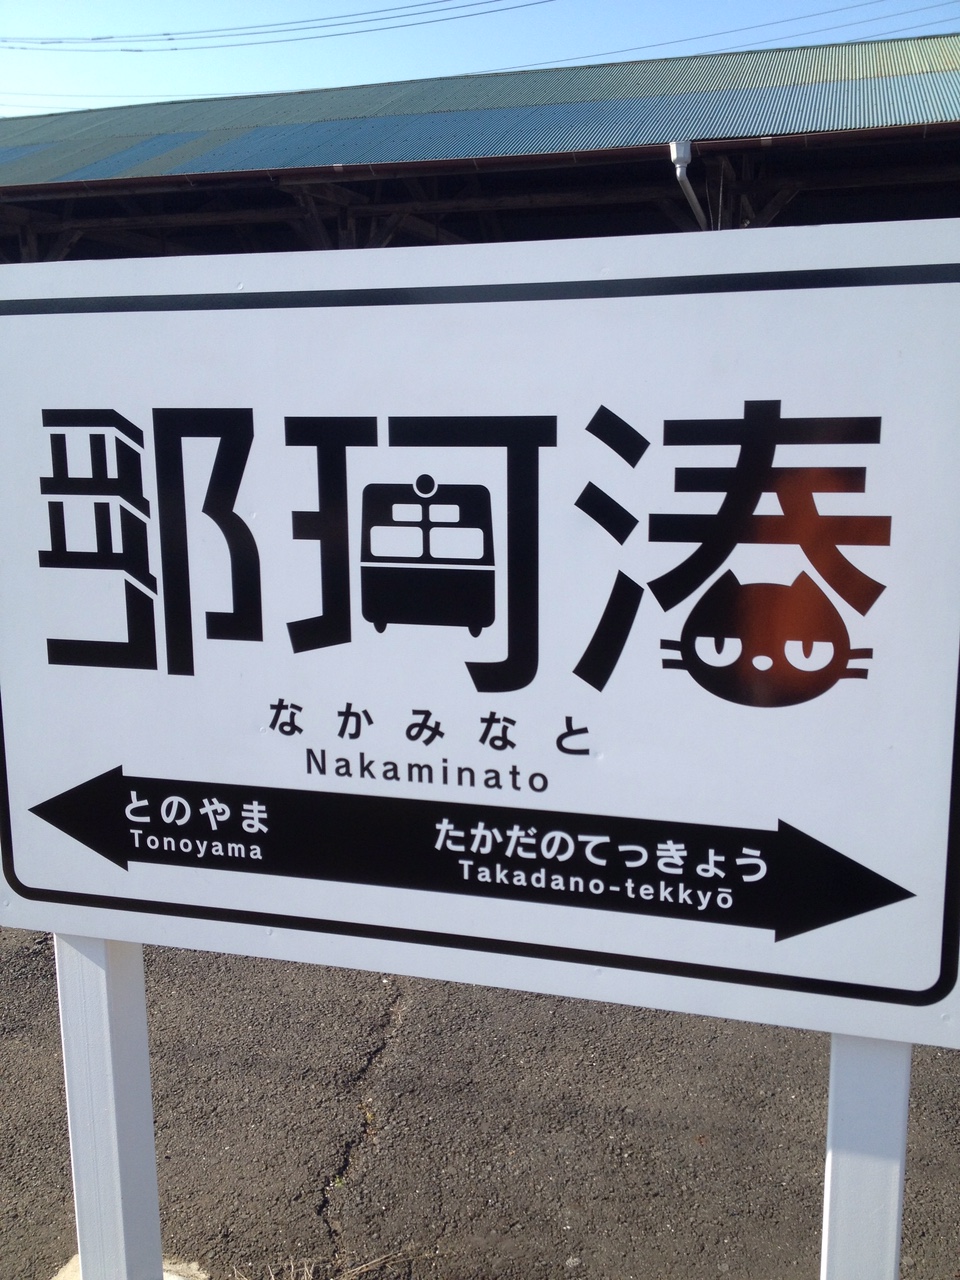 那珂湊
なかみなと
Nakaminato
とのやま
Tonoyama
たかだのてっきょう
Takadano-tekkyō